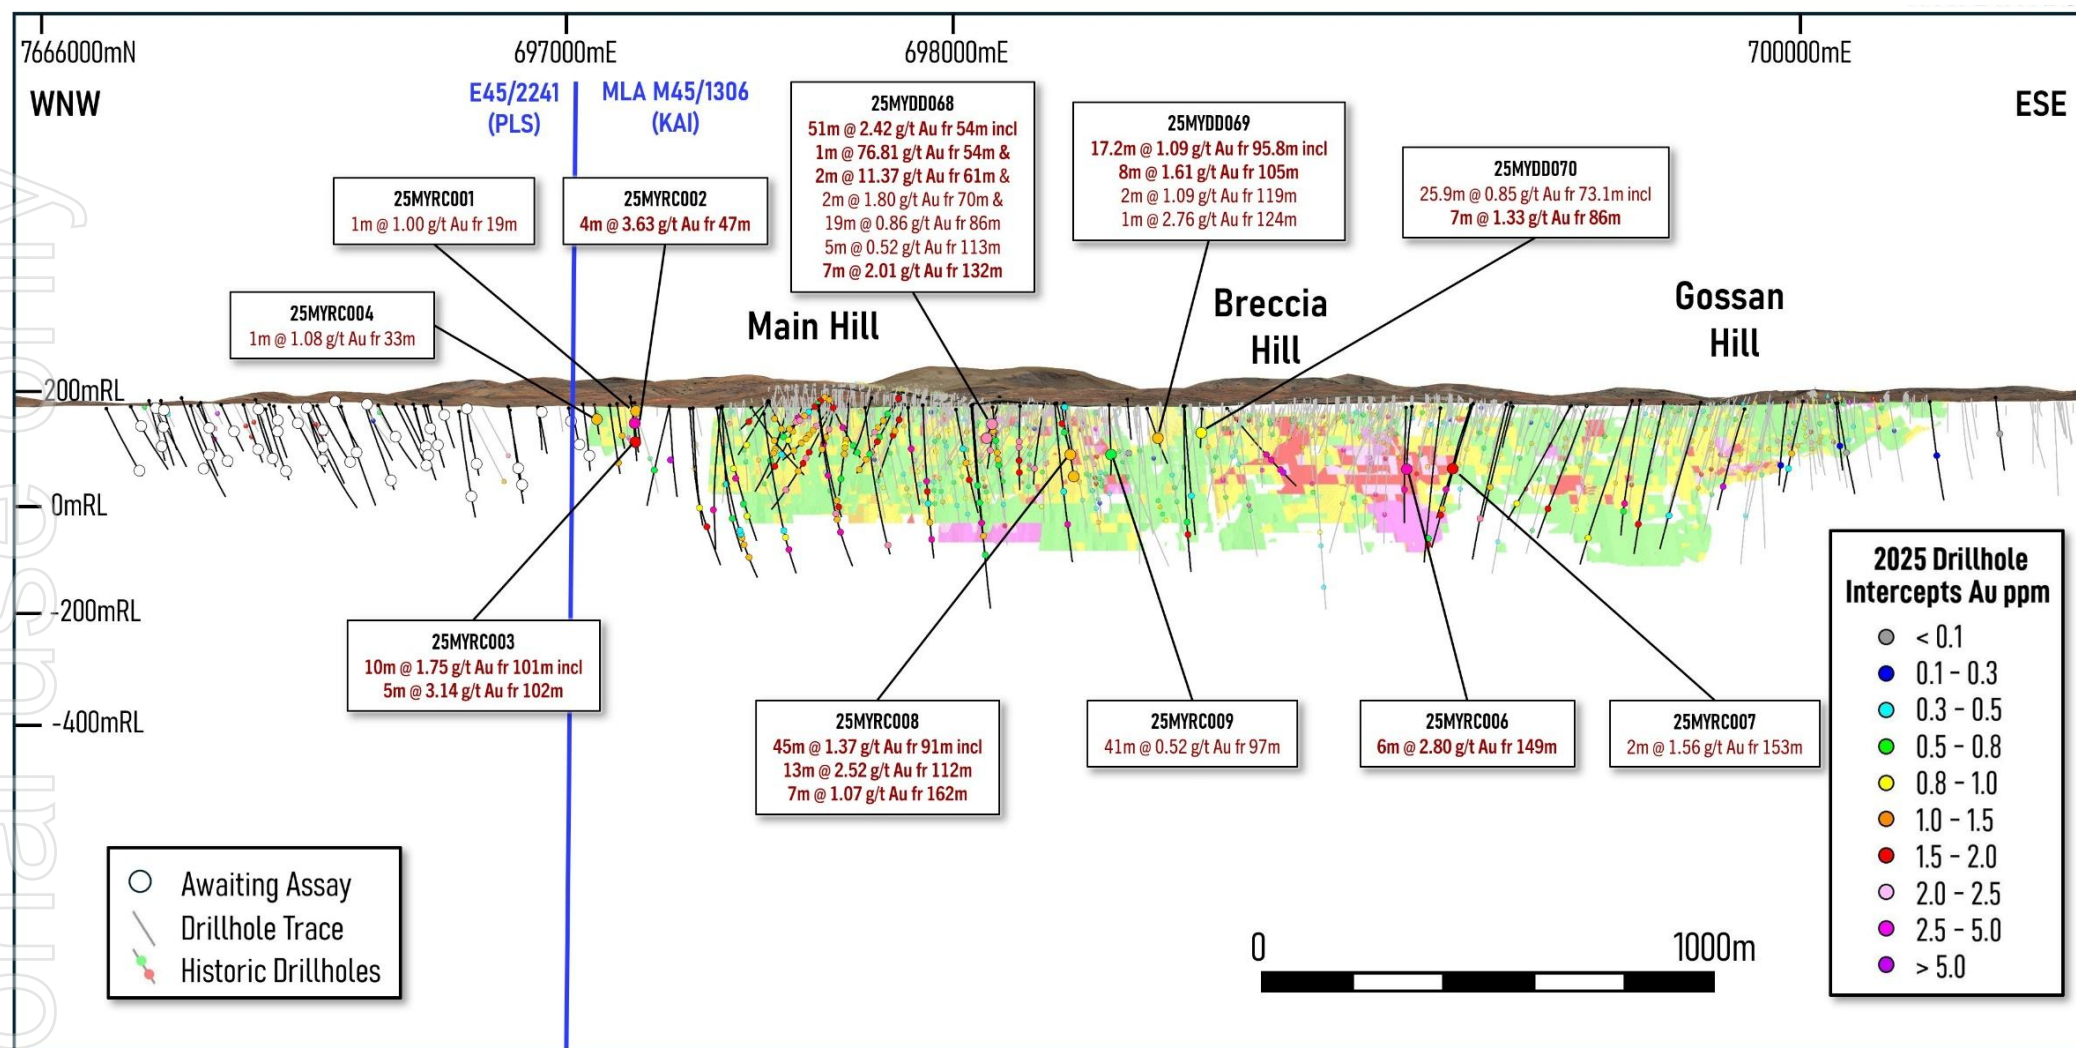 7666000mN
697000mE
698000mE
700000mE
WNW
ESE
E45/2241
(PLS)
MLA M45/1306
(KAI)
25MYRC001
1m @ 1.00 g/t Au fr 19m
25MYRC002
4m @ 3.63 g/t Au fr 47m
25MYDD068
51m @ 2.42 g/t Au fr 54m incl
1m @ 76.81 g/t Au fr 54m &
2m @ 11.37 g/t Au fr 61m &
2m @ 1.80 g/t Au fr 70m &
19m @ 0.86 g/t Au fr 86m
5m @ 0.52 g/t Au fr 113m
7m @ 2.01 g/t Au fr 132m
25MYDD069
17.2m @ 1.09 g/t Au fr 95.8m incl
8m @ 1.61 g/t Au fr 105m
2m @ 1.09 g/t Au fr 119m
1m @ 2.76 g/t Au fr 124m
25MYDD070
25.9m @ 0.85 g/t Au fr 73.1m incl
7m @ 1.33 g/t Au fr 86m
25MYRC004
1m @ 1.08 g/t Au fr 33m
Main Hill
Breccia
Hill
Gossan
Hill
200mRL
0mRL
-200mRL
-400mRL
25MYRC003
10m @ 1.75 g/t Au fr 101m incl
5m @ 3.14 g/t Au fr 102m
25MYRC008
45m @ 1.37 g/t Au fr 91m incl
13m @ 2.52 g/t Au fr 112m
7m @ 1.07 g/t Au fr 162m
25MYRC009
41m @ 0.52 g/t Au fr 97m
25MYRC006
6m @ 2.80 g/t Au fr 149m
25MYRC007
2m @ 1.56 g/t Au fr 153m
2025 Drillhole
Intercepts Au ppm
< 0.1
0.1 - 0.3
0.3 - 0.5
0.5 - 0.8
0.8 - 1.0
1.0 - 1.5
1.5 - 2.0
2.0 - 2.5
2.5 - 5.0
> 5.0
Awaiting Assay
Drillhole Trace
Historic Drillholes
0
1000m
use only